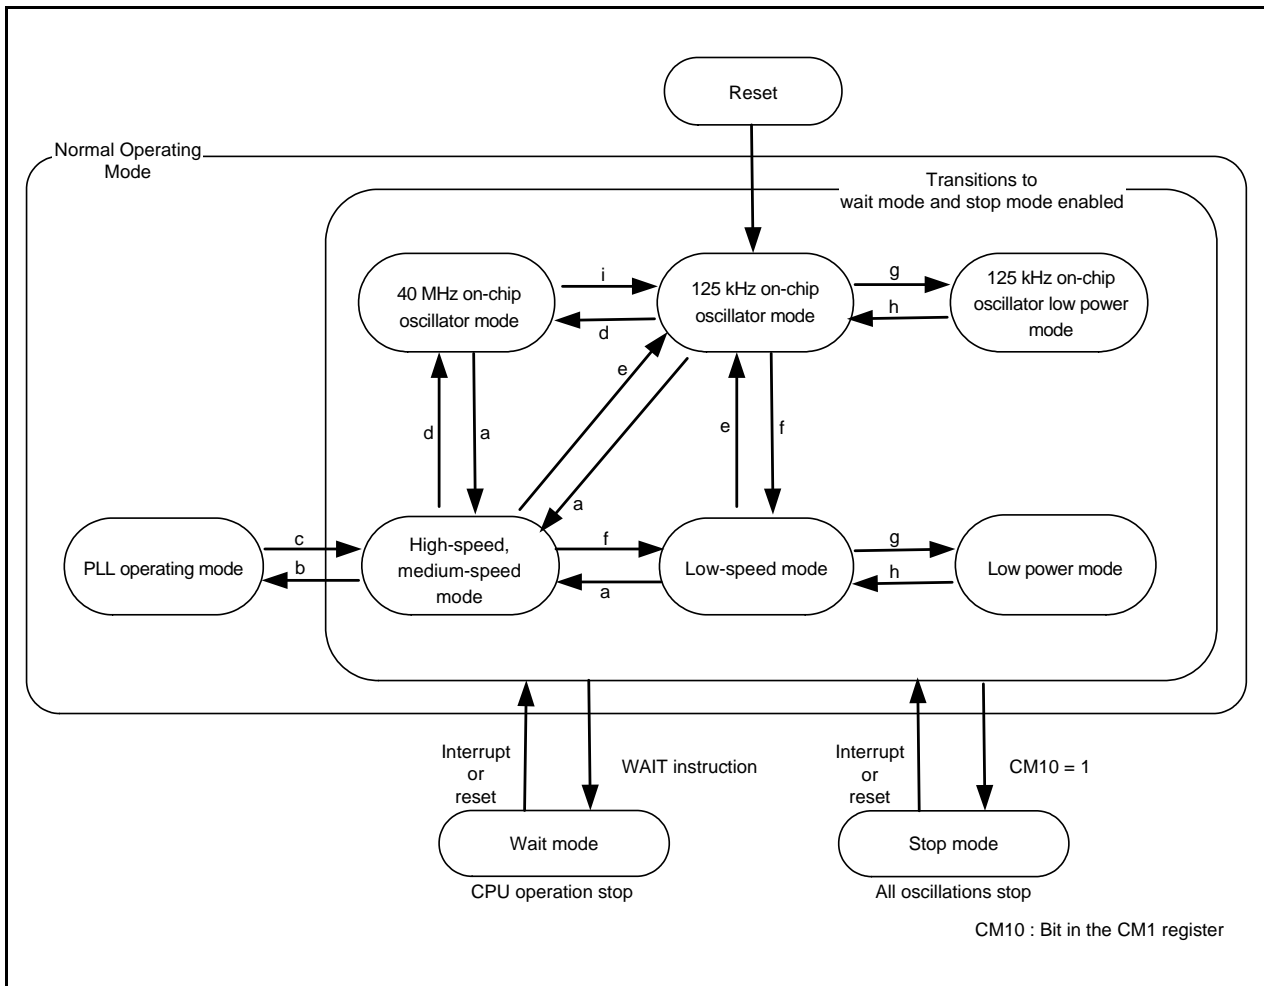 Reset
Normal Operating
Mode
Transitions to
wait mode and stop mode enabled
40 MHz on-chip
oscillator mode
i
d
125 kHz on-chip
oscillator mode
g
h
125 kHz on-chip
oscillator low power
mode
d
a
e
a
e
f
PLL operating mode
c
b
High-speed,
medium-speed
mode
f
a
Low-speed mode
g
h
Low power mode
Interrupt
or
reset
WAIT instruction
Interrupt
or
reset
CM10 = 1
Wait mode
CPU operation stop
Stop mode
All oscillations stop
CM10 : Bit in the CM1 register